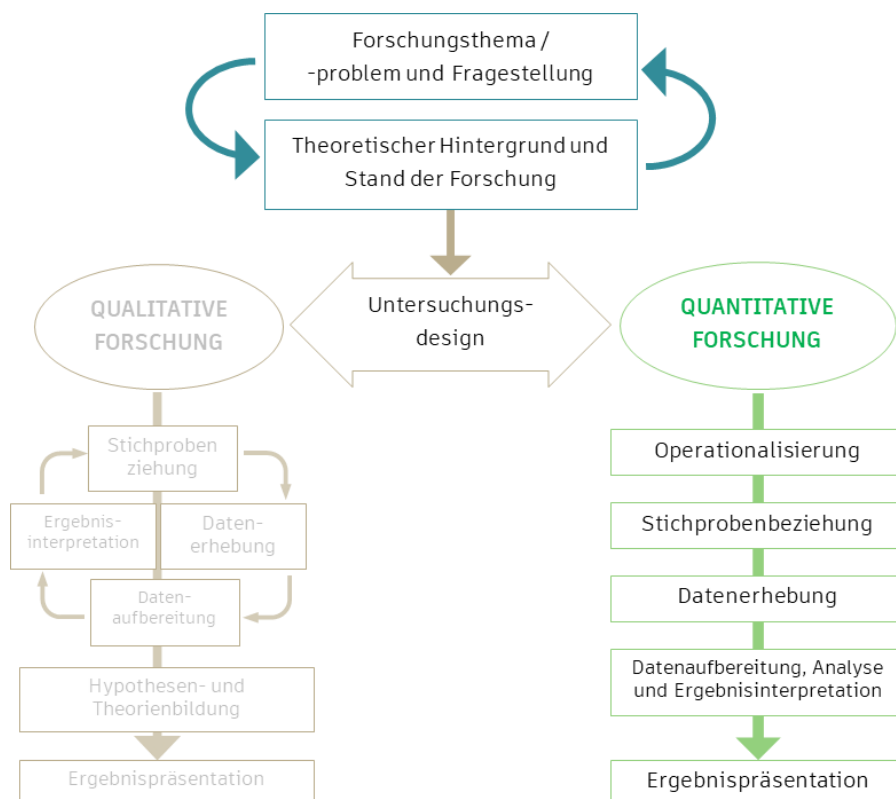 Forschungsthema /
-problem und Fragestellung
Theoretischer Hintergrund und
Stand der Forschung
Untersuchungs-
design
QUALITATIVE
FORSCHUNG
Stichproben
ziehung
Ergebnis-
interpretation
Daten-
erhebung
Daten-
aufbereitung
Hypothesen- und
Theorienbildung
Ergebnispräsentation
QUANTITATIVE
FORSCHUNG
Operationalisierung
Stichprobenbeziehung
Datenerhebung
Datenaufbereitung, Analyse
und Ergebnisinterpretation
Ergebnispräsentation